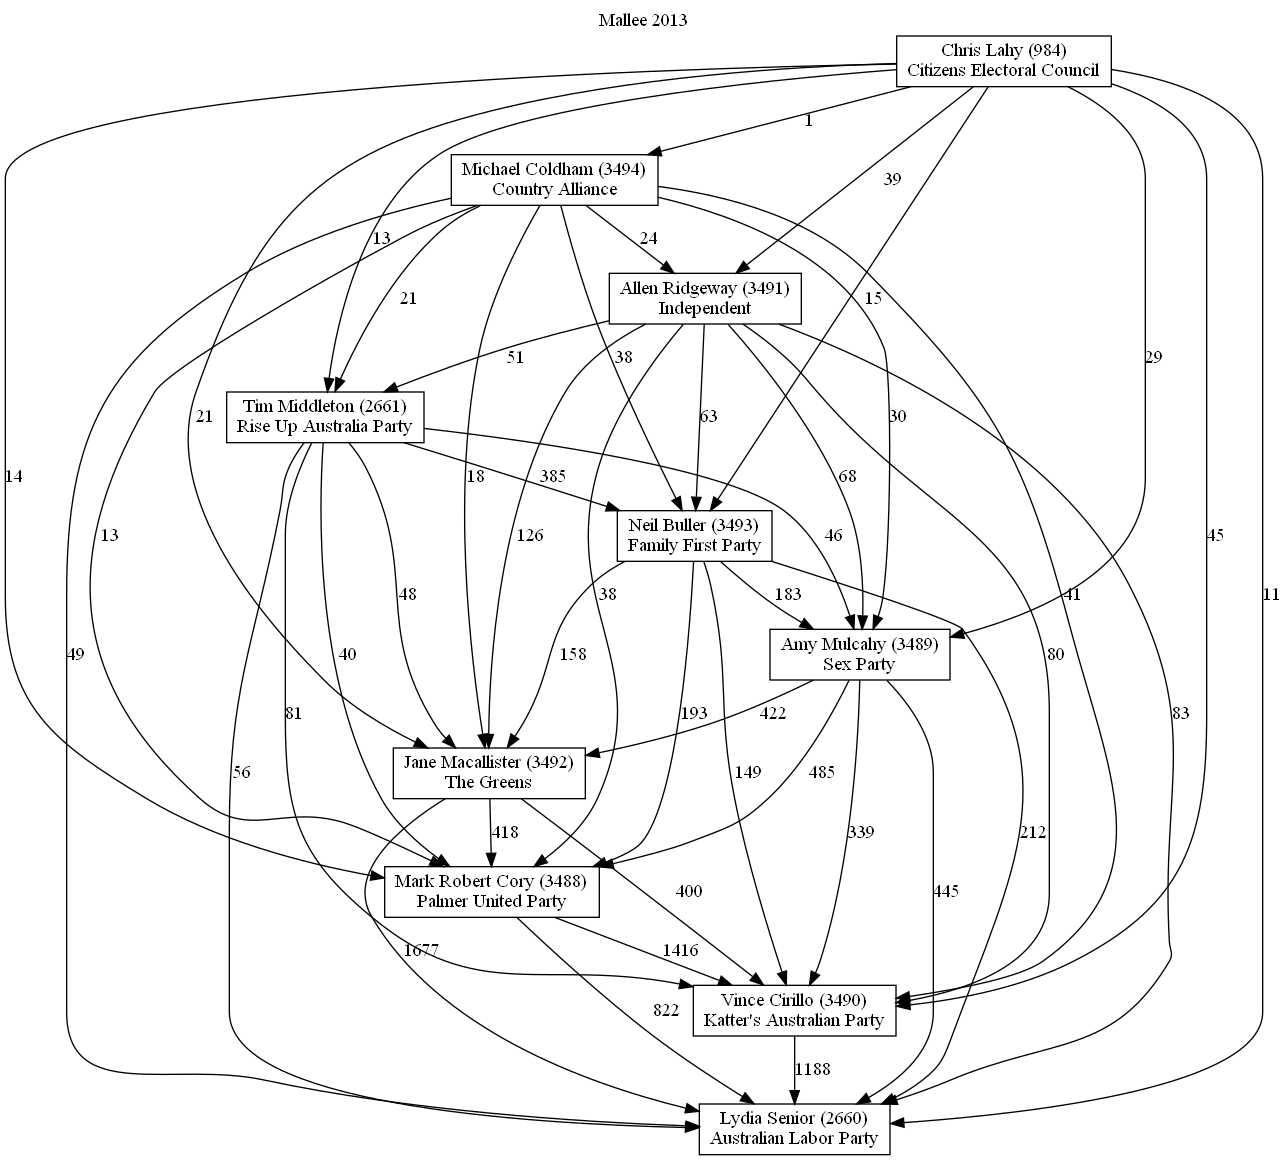 Mallee 2013
Chris Lahy (984)
Citizens Electoral Council
1
Michael Coldham (3494)
Country Alliance
39
13
24
Allen Ridgeway (3491)
Independent
21
15
51
38
29
Tim Middleton (2661)
Rise Up Australia Party
21
63
30
14
18
385
68
Neil Buller (3493)
Family First Party
13
126
46
45
48
38
183
41
11
Amy Mulcahy (3489)
Sex Party
49
40
158
80
81
193
422
83
Jane Macallister (3492)
The Greens
56
149
485
418
339
212
Mark Robert Cory (3488)
Palmer United Party
400
445
1677
1416
Vince Cirillo (3490)
Katter's Australian Party
822
1188
Lydia Senior (2660)
Australian Labor Party